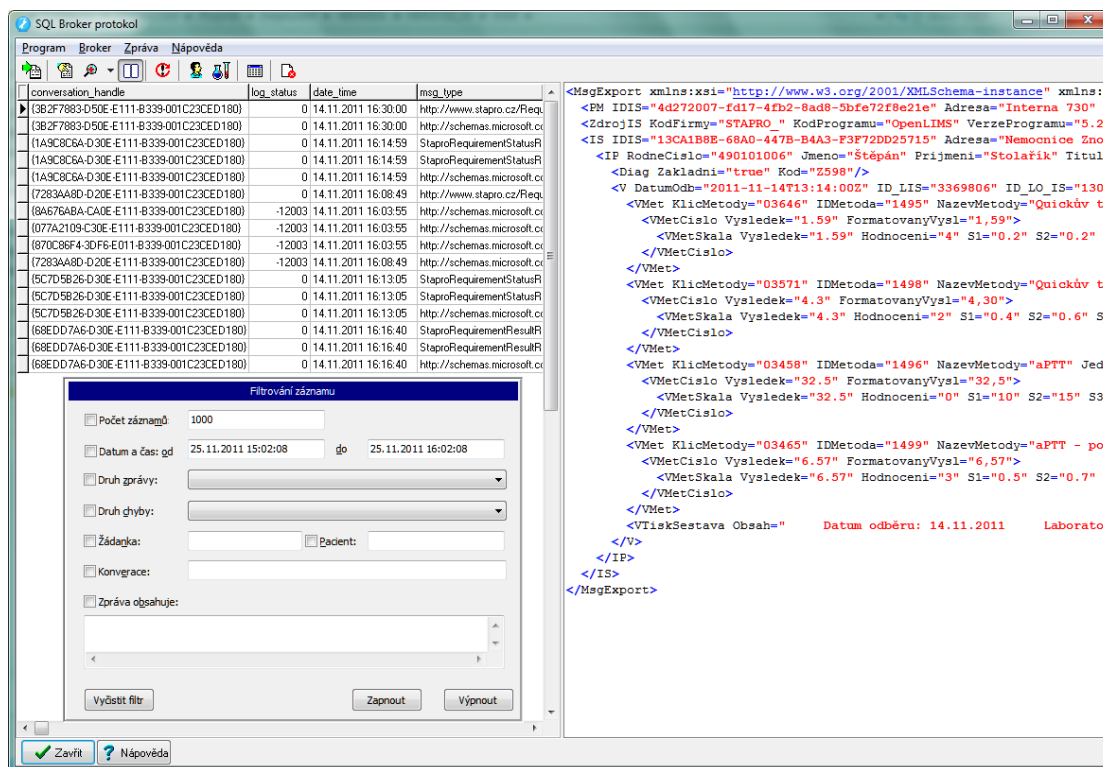 SQL Broker protokol
Program Broker Zpráva Nápověda
conversation_handle log_status date_time msg_type
{3B2F7883-D50E-E111-B339-001C23CED180} 0 14.11.2011 16:30:00 http://www.stapro.cz/Requ
{3B2F7883-D50E-E111-B339-001C23CED180} 0 14.11.2011 16:30:00 http://schemas.microsoft.cc
{1A9C8C6A-D30E-E111-B339-001C23CED180} 0 14.11.2011 16:14:59 StaproRequirementStatusR
{1A9C8C6A-D30E-E111-B339-001C23CED180} 0 14.11.2011 16:14:59 StaproRequirementStatusR
{1A9C8C6A-D30E-E111-B339-001C23CED180} 0 14.11.2011 16:14:59 http://schemas.microsoft.cc
{7283AA8D-D20E-E111-B339-001C23CED180} 0 14.11.2011 16:08:49 http://www.stapro.cz/Requ
{8A676ABA-CA0E-E111-B339-001C23CED180} -12003 14.11.2011 16:03:55 http://schemas.microsoft.cc
{077A2109-C30E-E111-B339-001C23CED180} -12003 14.11.2011 16:03:55 http://schemas.microsoft.cc
{870C86F4-3DF6-E011-B339-001C23CED180} -12003 14.11.2011 16:03:55 http://schemas.microsoft.cc
{7283AA8D-D20E-E111-B339-001C23CED180} -12003 14.11.2011 16:08:49 http://schemas.microsoft.cc
{5C7D5B26-D30E-E111-B339-001C23CED180} 0 14.11.2011 16:13:05 StaproRequirementStatusR
{5C7D5B26-D30E-E111-B339-001C23CED180} 0 14.11.2011 16:13:05 StaproRequirementStatusR
{5C7D5B26-D30E-E111-B339-001C23CED180} 0 14.11.2011 16:13:05 http://schemas.microsoft.cc
{68EDD7A6-D30E-E111-B339-001C23CED180} 0 14.11.2011 16:16:40 StaproRequirementResultR
{68EDD7A6-D30E-E111-B339-001C23CED180} 0 14.11.2011 16:16:40 StaproRequirementResultR
{68EDD7A6-D30E-E111-B339-001C23CED180} 0 14.11.2011 16:16:40 http://schemas.microsoft.cc
Filtrování záznamu
Počet záznamů: 1000
Datum a čas: od 25.11.2011 15:02:08 do 25.11.2011 16:02:08
Druh zprávy:
Druh chyby:
Žádanka: Pacient:
Konverace:
Zpráva obsahuje:
Vyčistit filtr Zapnout Výpnout
<MsgExport xmlns:xsi="http://www.w3.org/2001/XMLSchema-instance" xmlns:
<PM IDIS="4d272007-fd17-4fb2-8ad8-5bfe72f8e21e" Adresa="Interna 730"
<ZdrojIS KodFirmy="STAPRO_" KodProgramu="OpenLIMS" VerzeProgramu="5.2
<IS IDIS="13CA1B8E-68A0-447B-B4A3-F3F72DD25715" Adresa="Nemocnice Zno
<IP RodneCislo="490101006" Jmeno="Štěpán" Prijmeni="Stolařík" Titul
<Diag Zakladni="true" Kod="Z598"/>
<V DatumOdb="2011-11-14T13:14:00Z" ID_LIS="3369806" ID_LO_IS="130
<VMet KlicMetody="03646" IDMetoda="1495" NazevMetody="Quickův t
<VMetCislo Vysledek="1.59" FormatovanyVysl="1,59">
<VMetSkala Vysledek="1.59" Hodnoceni="4" S1="0.2" S2="0.2"
</VMetCislo>
</VMet>
<VMet KlicMetody="03571" IDMetoda="1498" NazevMetody="Quickův t
<VMetCislo Vysledek="4.3" FormatovanyVysl="4,30">
<VMetSkala Vysledek="4.3" Hodnoceni="2" S1="0.4" S2="0.6" S
</VMetCislo>
</VMet>
<VMet KlicMetody="03458" IDMetoda="1496" NazevMetody="aPTT" Jed
<VMetCislo Vysledek="32.5" FormatovanyVysl="32,5">
<VMetSkala Vysledek="32.5" Hodnoceni="0" S1="10" S2="15" S3
</VMetCislo>
</VMet>
<VMet KlicMetody="03465" IDMetoda="1499" NazevMetody="aPTT - po
<VMetCislo Vysledek="6.57" FormatovanyVysl="6,57">
<VMetSkala Vysledek="6.57" Hodnoceni="3" S1="0.5" S2="0.7"
</VMetCislo>
</VMet>
<VTiskSestava Obsah=" Datum odběru: 14.11.2011 Laborato
</V>
</IP>
</IS>
</MsgExport>
Zavřít Nápověda